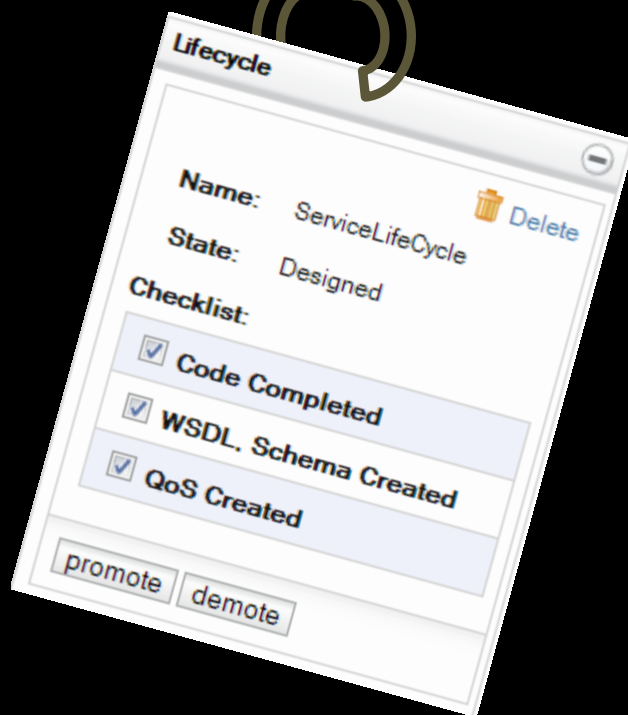 Lifecycle
Delete
Name: ServiceLifeCycle
State: Designed
Checklist:
Code Completed
WSDL, Schema Created
QoS Created
promote demote